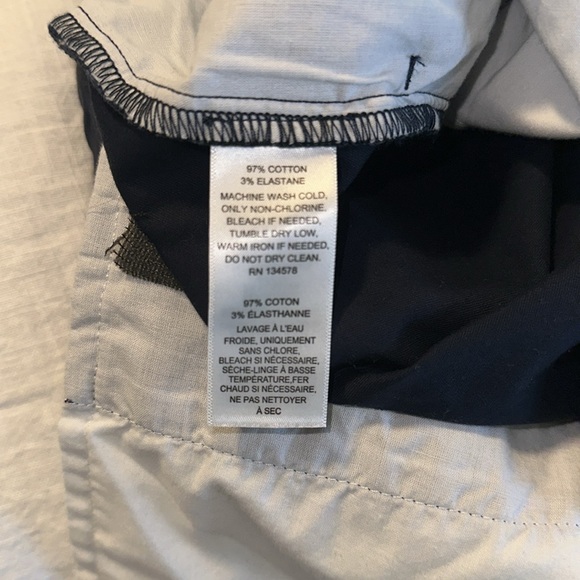 97% COTTON
3% ELASTANE
MACHINE WASH COLD,
ONLY NON-CHLORINE,
BLEACH IF NEEDED,
TUMBLE DRY LOW,
WARM IRON IF NEEDED,
DO NOT DRY CLEAN.
RN 134578
97% COTON
3% ÉLASTHANNE
LAVAGE À L'EAU
FROIDE, UNIQUEMENT
SANS CHLORE,
BLEACH SI NÉCESSAIRE,
SÈCHE-LINGE À BASSE
TEMPÉRATURE,FER
CHAUD SI NÉCESSAIRE,
NE PAS NETTOYER
À SEC